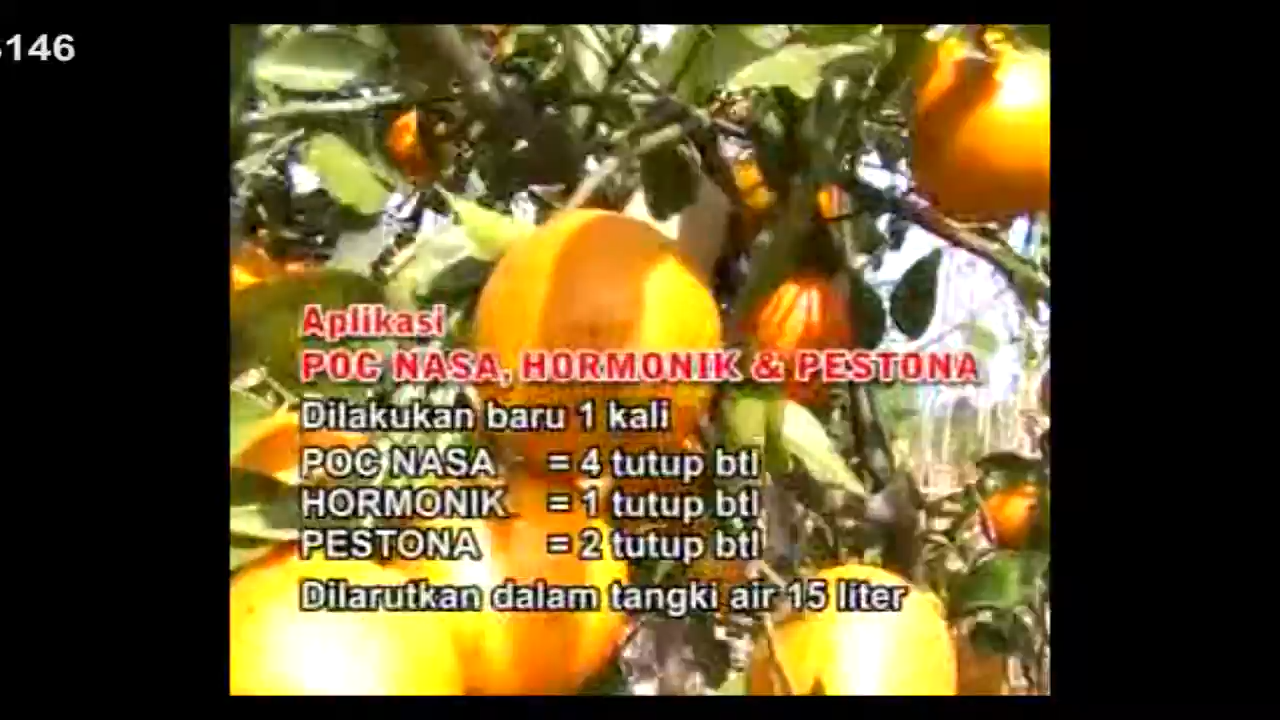 146
Aplikasi
POC NASA, HORMONIK & PESTONA
Dilakukan baru 1 kali
POC NASA = 4 tutup btl
HORMONIK = 1 tutup btl
PESTONA = 2 tutup btl
Dilarutkan dalam tangki air 15 liter